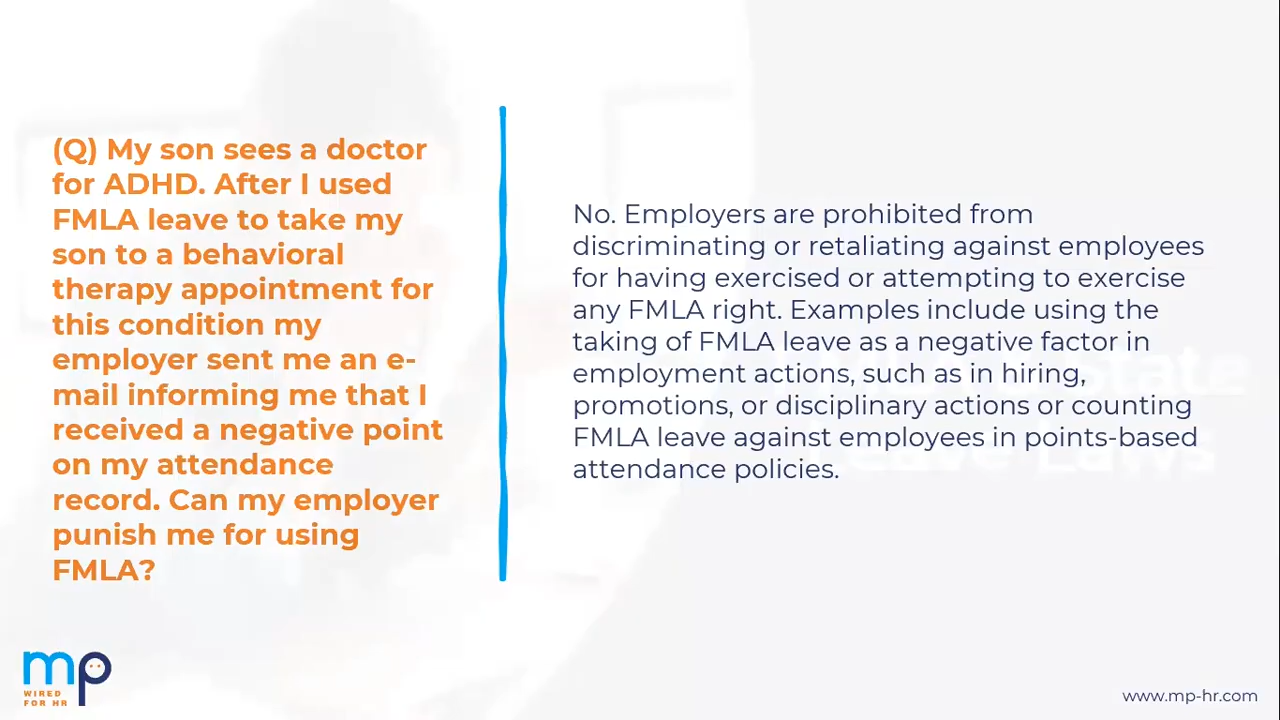 (Q) My son sees a doctor
for ADHD. After I used
FMLA leave to take my
son to a behavioral
therapy appointment for
this condition my
employer sent me an e-
mail informing me that I
received a negative point
on my attendance
record. Can my employer
punish me for using
FMLA?
No. Employers are prohibited from
discriminating or retaliating against employees
for having exercised or attempting to exercise
any FMLA right. Examples include using the
taking of FMLA leave as a negative factor in
employment actions, such as in hiring,
promotions, or disciplinary actions or counting
FMLA leave against employees in points-based
attendance policies.
State
Leave Laws
mp
WIRED
FOR HR
www.mp-hr.com